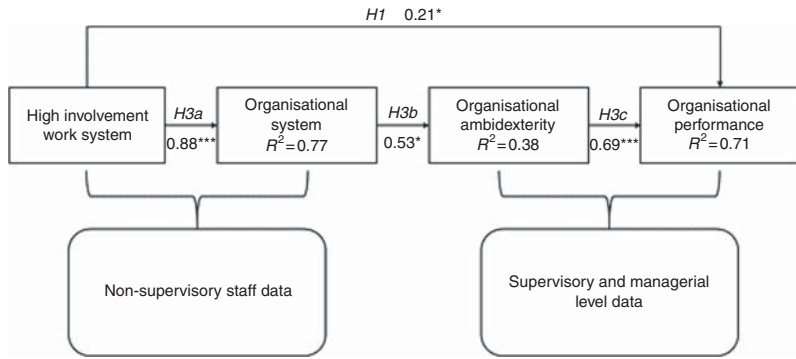 H1 0.21*
High involvement
work system
H3a
0.88***
Organisational
system
R²=0.77
H3b
0.53*
Organisational
ambidexterity
R²=0.38
H3c
0.69***
Organisational
performance
R²=0.71
Non-supervisory staff data
Supervisory and managerial
level data